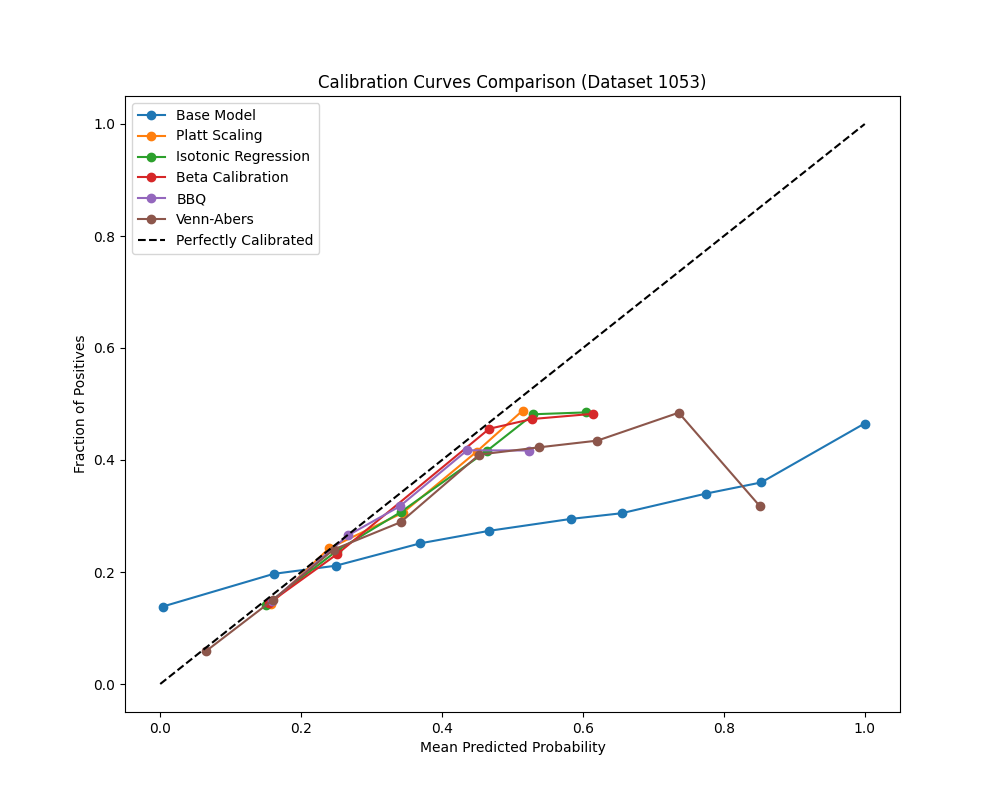 Calibration Curves Comparison (Dataset 1053)
Base Model
Platt Scaling
Isotonic Regression
Beta Calibration
BBQ
Venn-Abers
Perfectly Calibrated
1.0
0.8
0.6
0.4
0.2
0.0
Fraction of Positives
0.0 0.2 0.4 0.6 0.8 1.0
Mean Predicted Probability